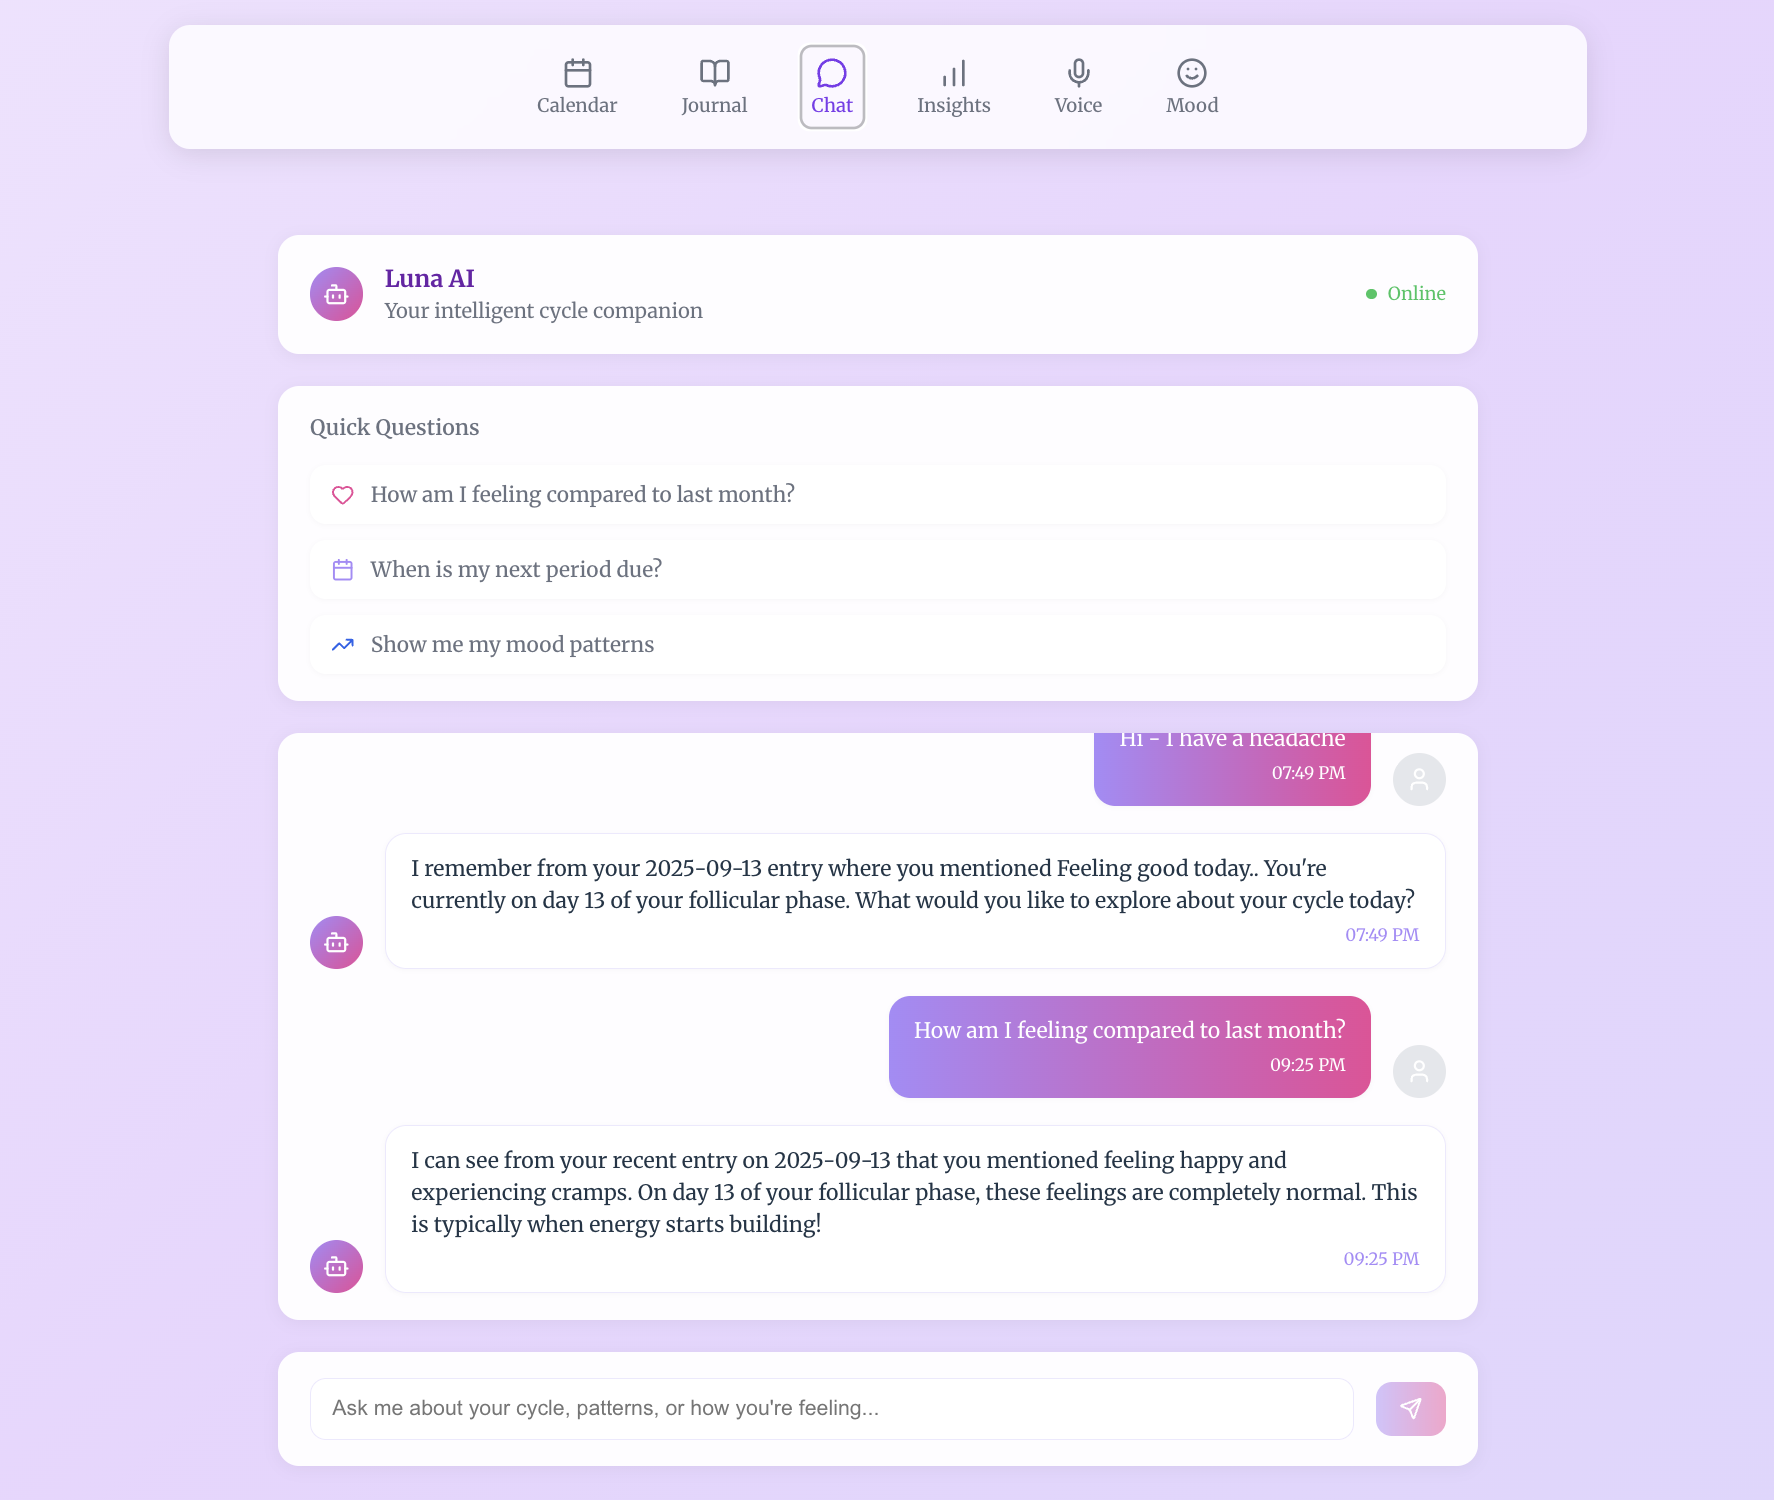 Calendar
Journal
Chat
Insights
Voice
Mood
Luna AI
Your intelligent cycle companion
Online
Quick Questions
How am I feeling compared to last month?
When is my next period due?
Show me my mood patterns
Hi - I have a headache
07:49 PM
I remember from your 2025-09-13 entry where you mentioned Feeling good today.. You're
currently on day 13 of your follicular phase. What would you like to explore about your cycle today?
07:49 PM
How am I feeling compared to last month?
09:25 PM
I can see from your recent entry on 2025-09-13 that you mentioned feeling happy and
experiencing cramps. On day 13 of your follicular phase, these feelings are completely normal. This
is typically when energy starts building!
09:25 PM
Ask me about your cycle, patterns, or how you're feeling...